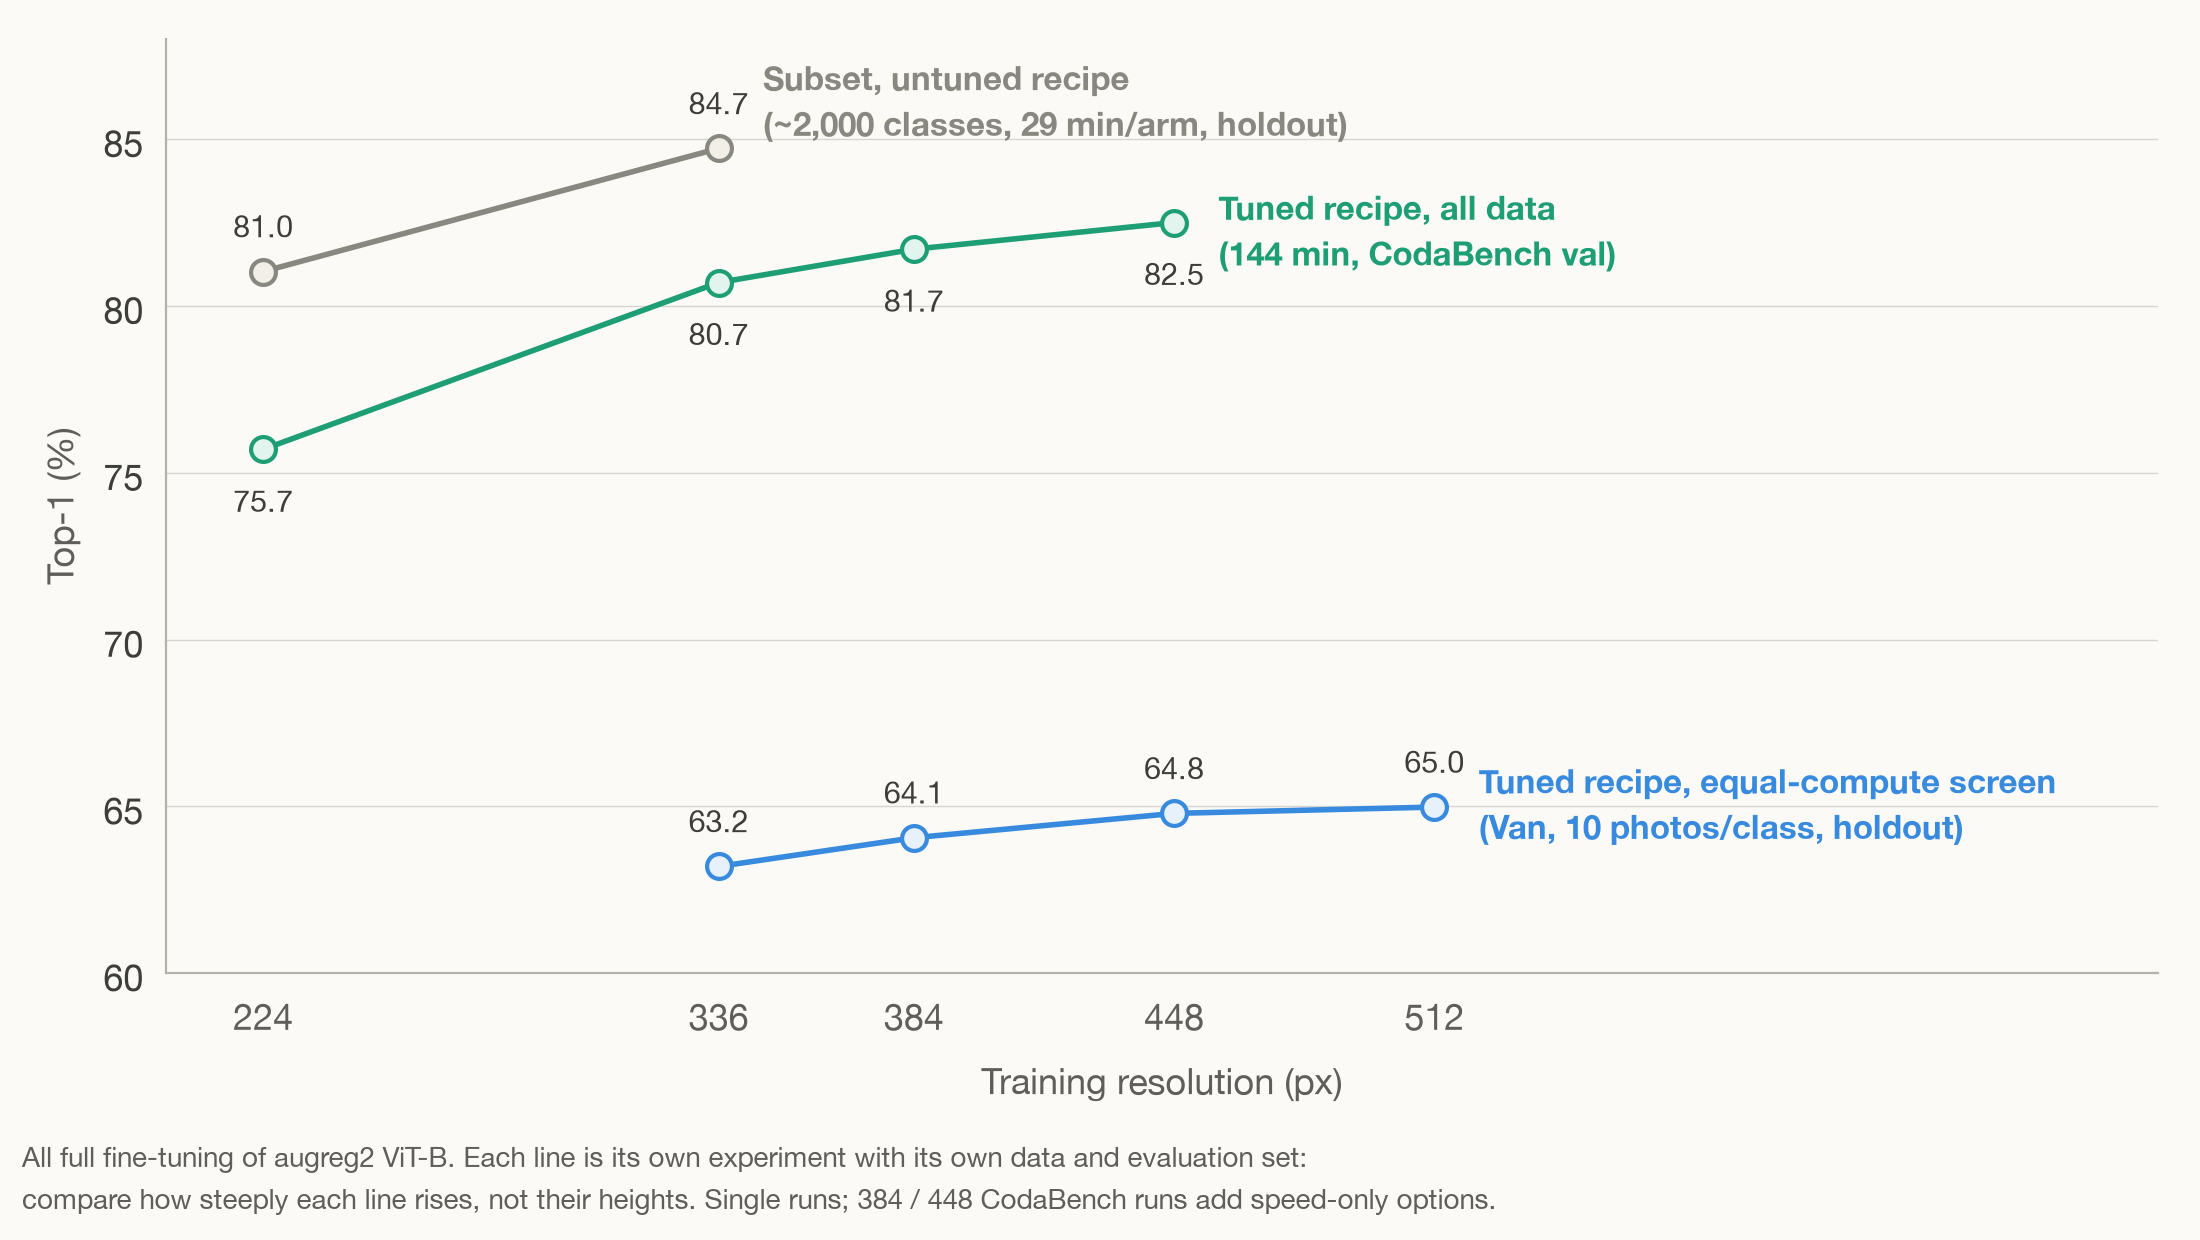 Subset, untuned recipe
84.7
(~2,000 classes, 29 min/arm, holdout)
85
Tuned recipe, all data
81.0
(144 min, CodaBench val)
82.5
81.7
80
80.7
75
75.7
Top-1 (%)
70
65.0
64.8
Tuned recipe, equal-compute screen
64.1
63.2
65
(Van, 10 photos/class, holdout)
60
224
336
384
448
512
Training resolution (px)
All full fine-tuning of augreg2 ViT-B. Each line is its own experiment with its own data and evaluation set:
compare how steeply each line rises, not their heights. Single runs; 384 / 448 CodaBench runs add speed-only options.